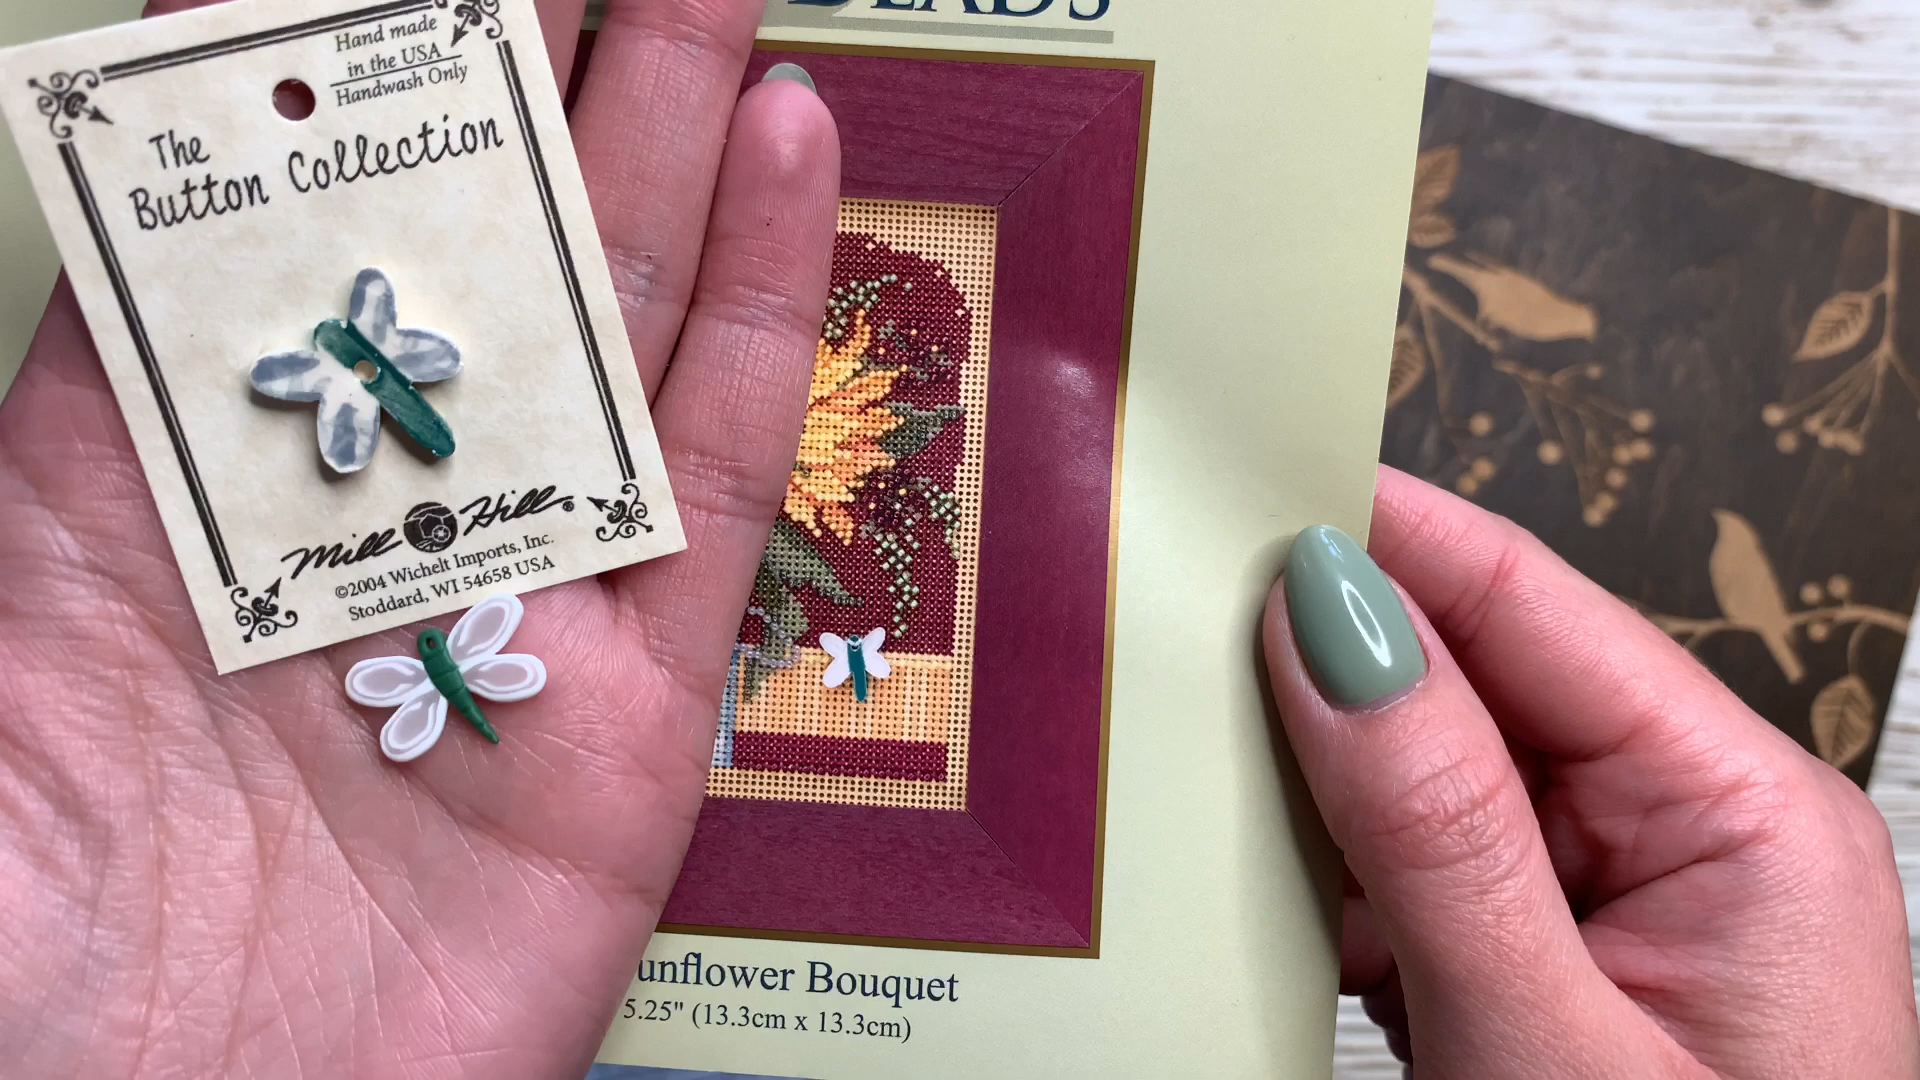 Hand made
in the USA
Handwash Only
The
Button Collection
Mill Hill®
©2004 Wichelt Imports, Inc.
Stoddard, WI 54658 USA
BEADS
unflower Bouquet
5.25" (13.3cm x 13.3cm)